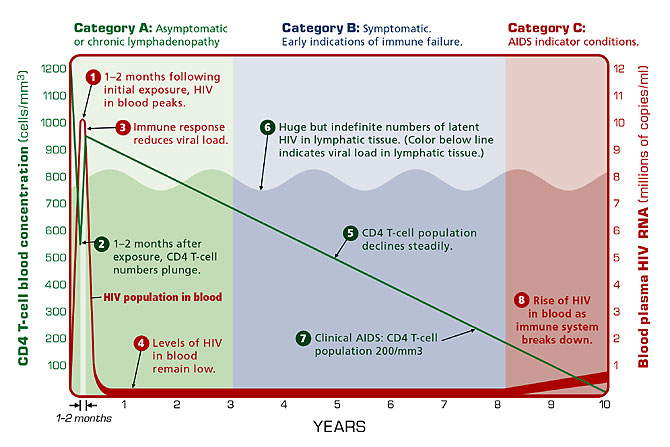 Category A: Asymptomatic
or chronic lymphadenopathy
Category B: Symptomatic.
Early indications of immune failure.
Category C:
AIDS indicator conditions.
CD4 T-cell blood concentration (cells/mm³)
1200
1000
900
800
700
600
500
400
300
200
100
1 1–2 months following
initial exposure, HIV
in blood peaks.
3 Immune response
reduces viral load.
2 1–2 months after
exposure, CD4 T-cell
numbers plunge.
HIV population in blood
4 Levels of HIV
in blood
remain low.
6 Huge but indefinite numbers of latent
HIV in lymphatic tissue. (Color below line
indicates viral load in lymphatic tissue.)
5 CD4 T-cell population
declines steadily.
7 Clinical AIDS: CD4 T-cell
population 200/mm3
8 Rise of HIV
in blood as
immune system
breaks down.
12
11
10
9
8
7
6
5
4
3
2
1
Blood plasma HIV RNA (millions of copies/ml)
1 2 3 4 5 6 7 8 9 10
1–2 months
YEARS